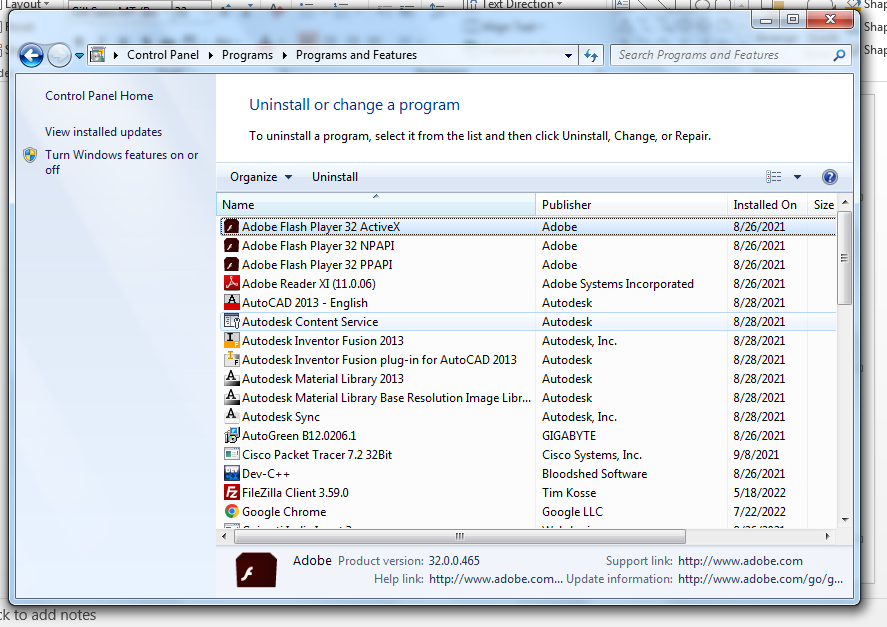 Layout
Text Direction
Shap
Shap
Shap
Control Panel
Programs
Programs and Features
Search Programs and Features
Control Panel Home
View installed updates
Turn Windows features on or
off
Uninstall or change a program
To uninstall a program, select it from the list and then click Uninstall, Change, or Repair.
Organize Uninstall
Name Publisher Installed On Size
Adobe Flash Player 32 ActiveX Adobe 8/26/2021
Adobe Flash Player 32 NPAPI Adobe 8/26/2021
Adobe Flash Player 32 PPAPI Adobe 8/26/2021
Adobe Reader XI (11.0.06) Adobe Systems Incorporated 8/26/2021
AutoCAD 2013 - English Autodesk 8/28/2021
Autodesk Content Service Autodesk 8/28/2021
Autodesk Inventor Fusion 2013 Autodesk, Inc. 8/28/2021
Autodesk Inventor Fusion plug-in for AutoCAD 2013 Autodesk 8/28/2021
Autodesk Material Library 2013 Autodesk 8/28/2021
Autodesk Material Library Base Resolution Image Libr... Autodesk 8/28/2021
Autodesk Sync Autodesk, Inc. 8/28/2021
AutoGreen B12.0206.1 GIGABYTE 8/26/2021
Cisco Packet Tracer 7.2 32Bit Cisco Systems, Inc. 9/8/2021
Dev-C++ Bloodshed Software 8/26/2021
FileZilla Client 3.59.0 Tim Kosse 5/18/2022
Google Chrome Google LLC 7/22/2022
Adobe Product version: 32.0.0.465 Support link: http://www.adobe.com
Help link: http://www.adobe.com... Update information: http://www.adobe.com/go/g...
ck to add notes